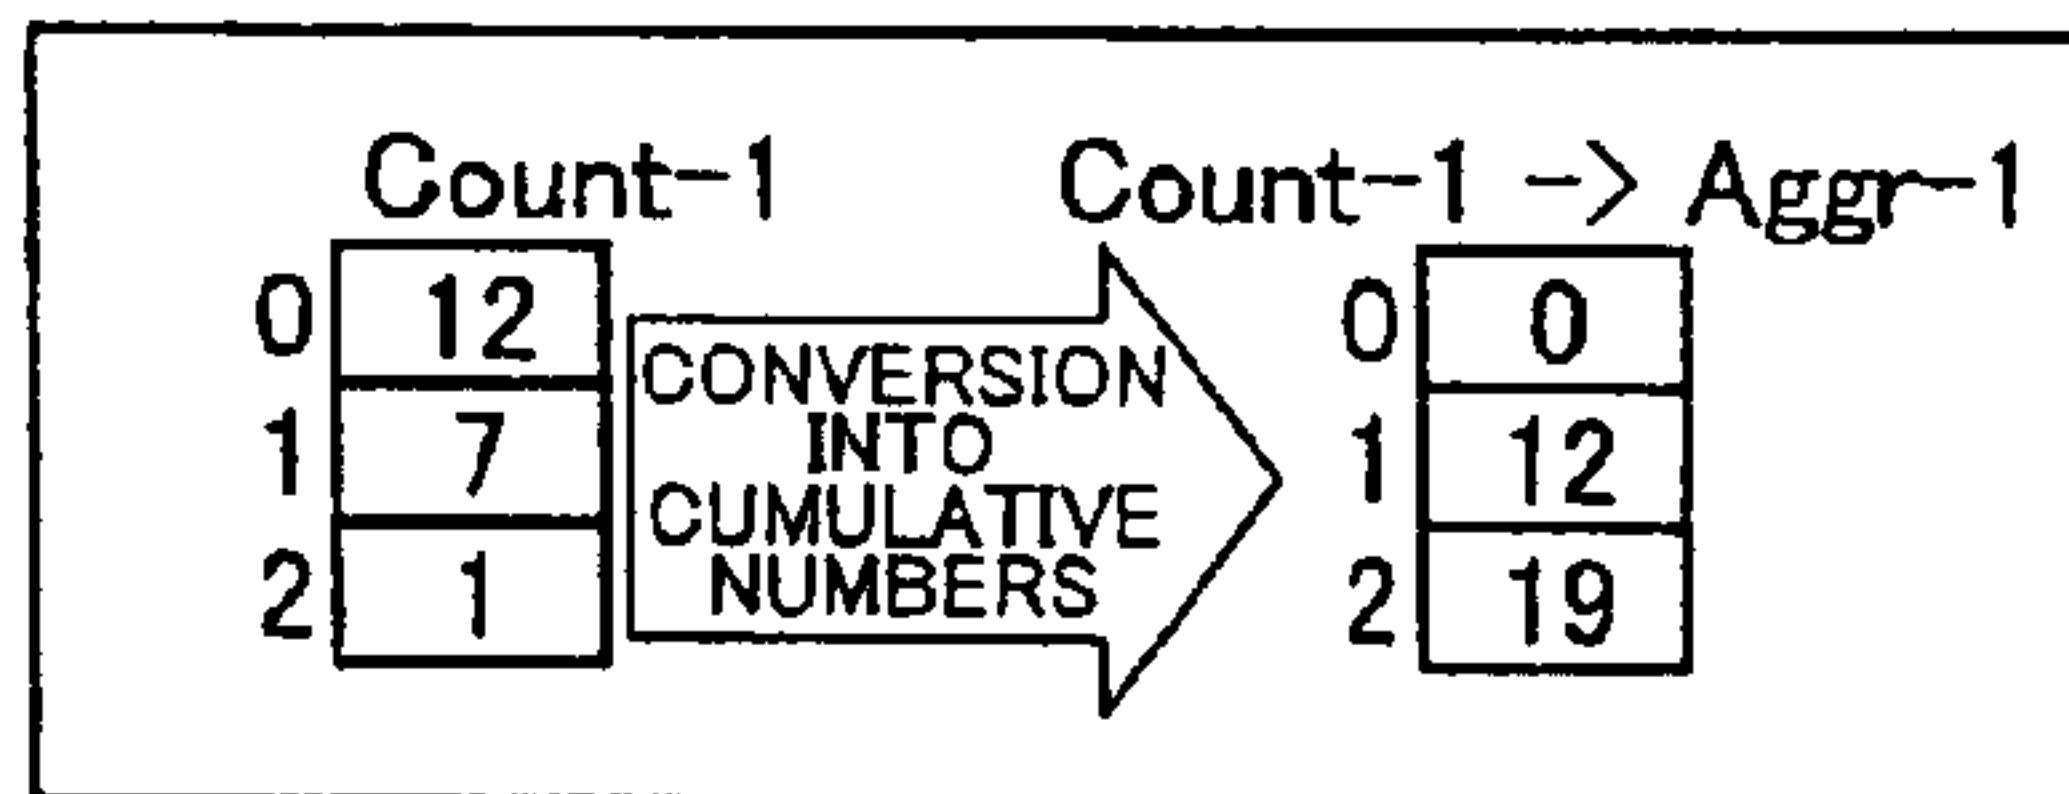 Count-1
0 12
1 7
2 1
CONVERSION
INTO
CUMULATIVE
NUMBERS
Count-1 -> Aggr-1
0 0
1 12
2 19